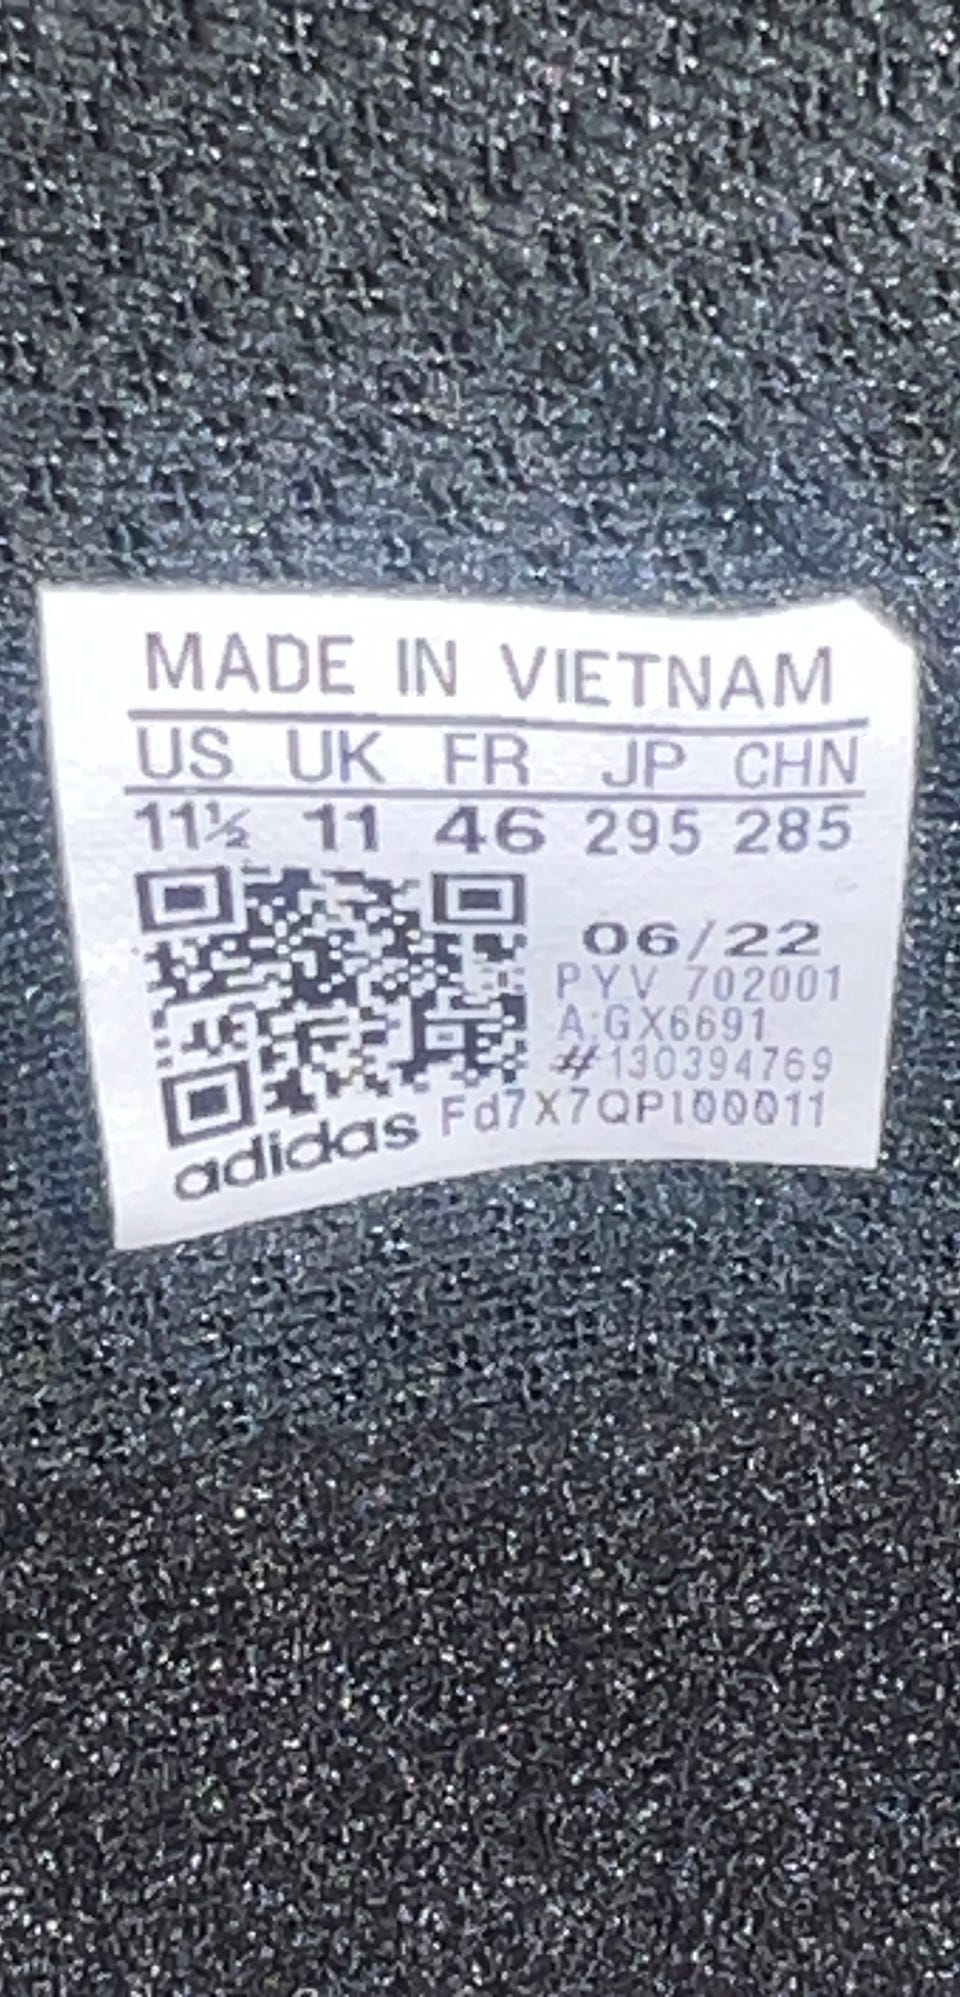 MADE IN VIETNAM
US UK FR JP CHN
11½ 11 46 295 285
06/22
PYV 702001
A:GX6691
#130394769
Fd7X7QPI00011
adidas